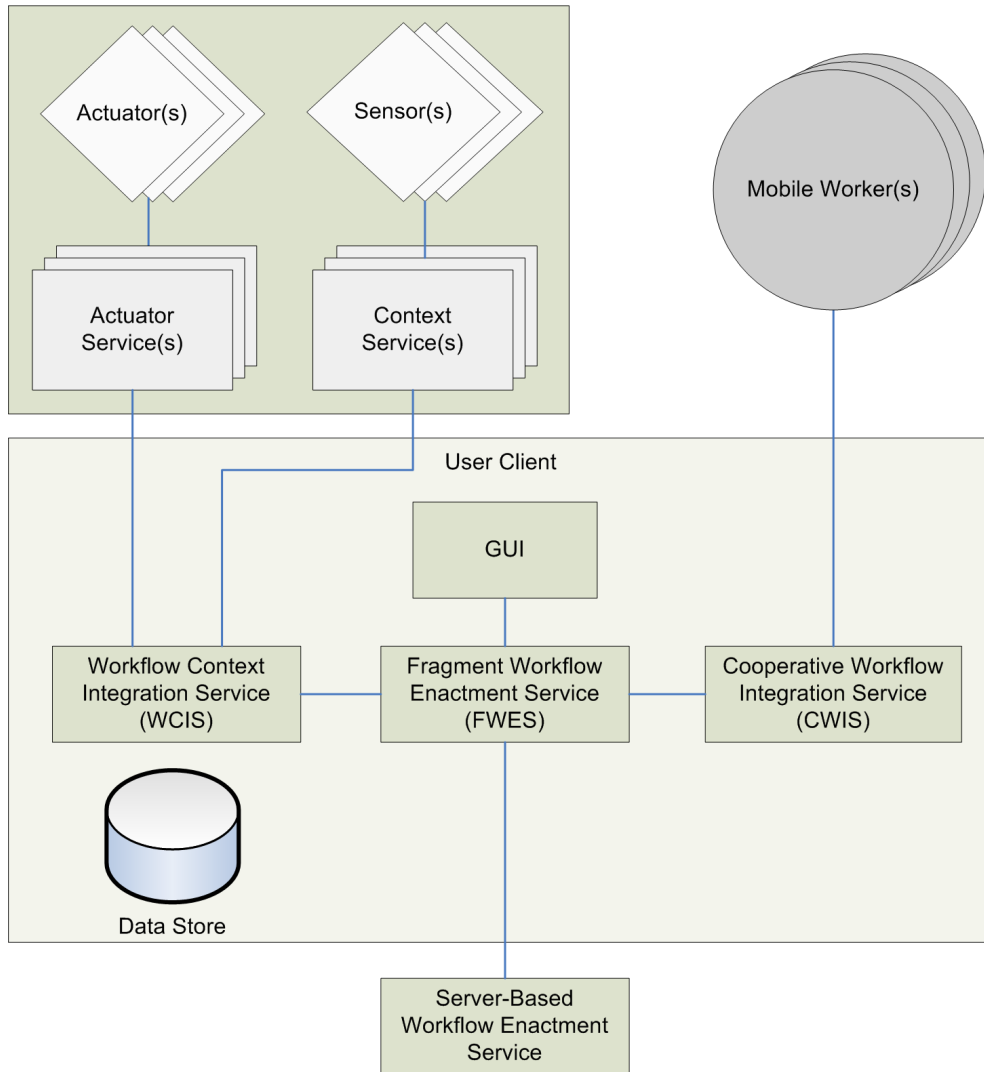 Actuator(s)
Sensor(s)
Mobile Worker(s)
Actuator
Service(s)
Context
Service(s)
User Client
GUI
Workflow Context
Integration Service
(WCIS)
Fragment Workflow
Enactment Service
(FWES)
Cooperative Workflow
Integration Service
(CWIS)
Data Store
Server-Based
Workflow Enactment
Service